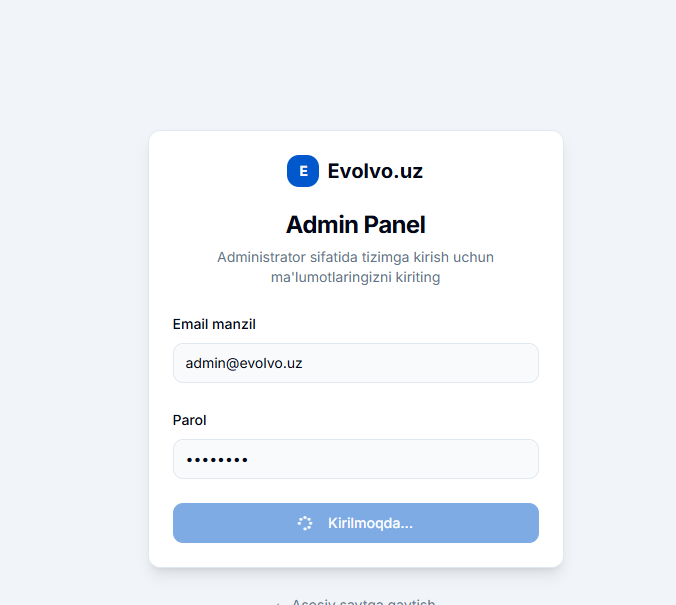 E Evolvo.uz
Admin Panel
Administrator sifatida tizimga kirish uchun
ma'lumotlaringizni kiriting
Email manzil
admin@evolvo.uz
Parol
••••••••
Kirilmoqda...
← Asosiy saytga qaytish